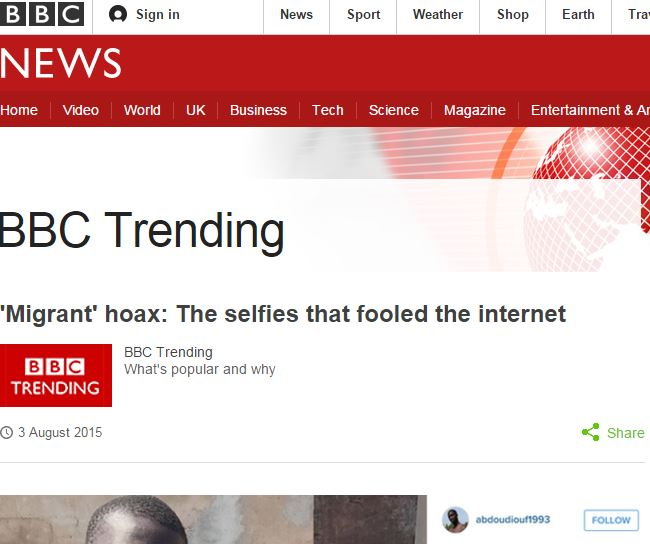 BBC Sign in News Sport Weather Shop Earth Tra
NEWS
Home Video World UK Business Tech Science Magazine Entertainment & Ar
BBC Trending
'Migrant' hoax: The selfies that fooled the internet
BBC TRENDING
BBC Trending
What's popular and why
3 August 2015 Share
abdoudiouf1993 FOLLOW